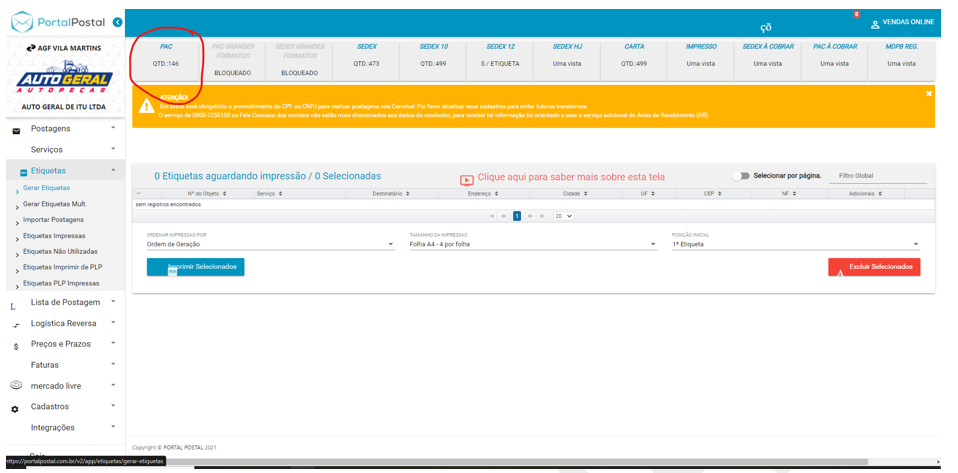 PortalPostal
AGF VILA MARTINS
AUTO GERAL
AUTO PEÇAS
AUTO GERAL DE ITU LTDA
Postagens
Serviços
Etiquetas
Gerar Etiquetas
Gerar Etiquetas Mult.
Importar Postagens
Etiquetas Impressas
Etiquetas Não Utilizadas
Etiquetas Imprimir de PLP
Etiquetas PLP Impressas
Lista de Postagem
Logística Reversa
Preços e Prazos
Faturas
mercado livre
Cadastros
Integrações
https://portalpostal.com.br/v2/app/etiquetas/gerar-etiquetas
çõ
0
VENDAS ONLINE
PAC
QTD.:146
PAC GRANDES FORMATOS
BLOQUEADO
SEDEX GRANDES FORMATOS
BLOQUEADO
SEDEX
QTD.:473
SEDEX 10
QTD.:499
SEDEX 12
S / ETIQUETA
SEDEX HJ
Uma vista
CARTA
QTD.:499
IMPRESSO
Uma vista
SEDEX À COBRAR
Uma vista
PAC À COBRAR
Uma vista
MDPB REG.
Uma vista
ATENÇÃO!
Em breve será obrigatório o preenchimento do CPF ou CNPJ para realizar postagens nos Correios! Por favor atualizar seus cadastros para evitar futuros transtornos.
O serviço de 0800-7250100 ou Fale Conosco dos correios não estão mais direcionados aos dados do recebedor, para receber tal informação foi orientado a usar o serviço adicional do Aviso de Recebimento (AR)
0 Etiquetas aguardando impressão / 0 Selecionadas
Clique aqui para saber mais sobre esta tela
Selecionar por página.
Filtro Global
Nº do Objeto Serviço Destinatário Endereço Cidade UF CEP NF Adicionais
sem registros encontrados
1 20
ORDENAR IMPRESSAO POR
Ordem de Geração
TAMANHO DA IMPRESSAO
Folha A4 - 4 por folha
POSIÇÃO INICIAL
1ª Etiqueta
Imprimir Selecionados
Excluir Selecionados
Copyright © PORTAL POSTAL 2021